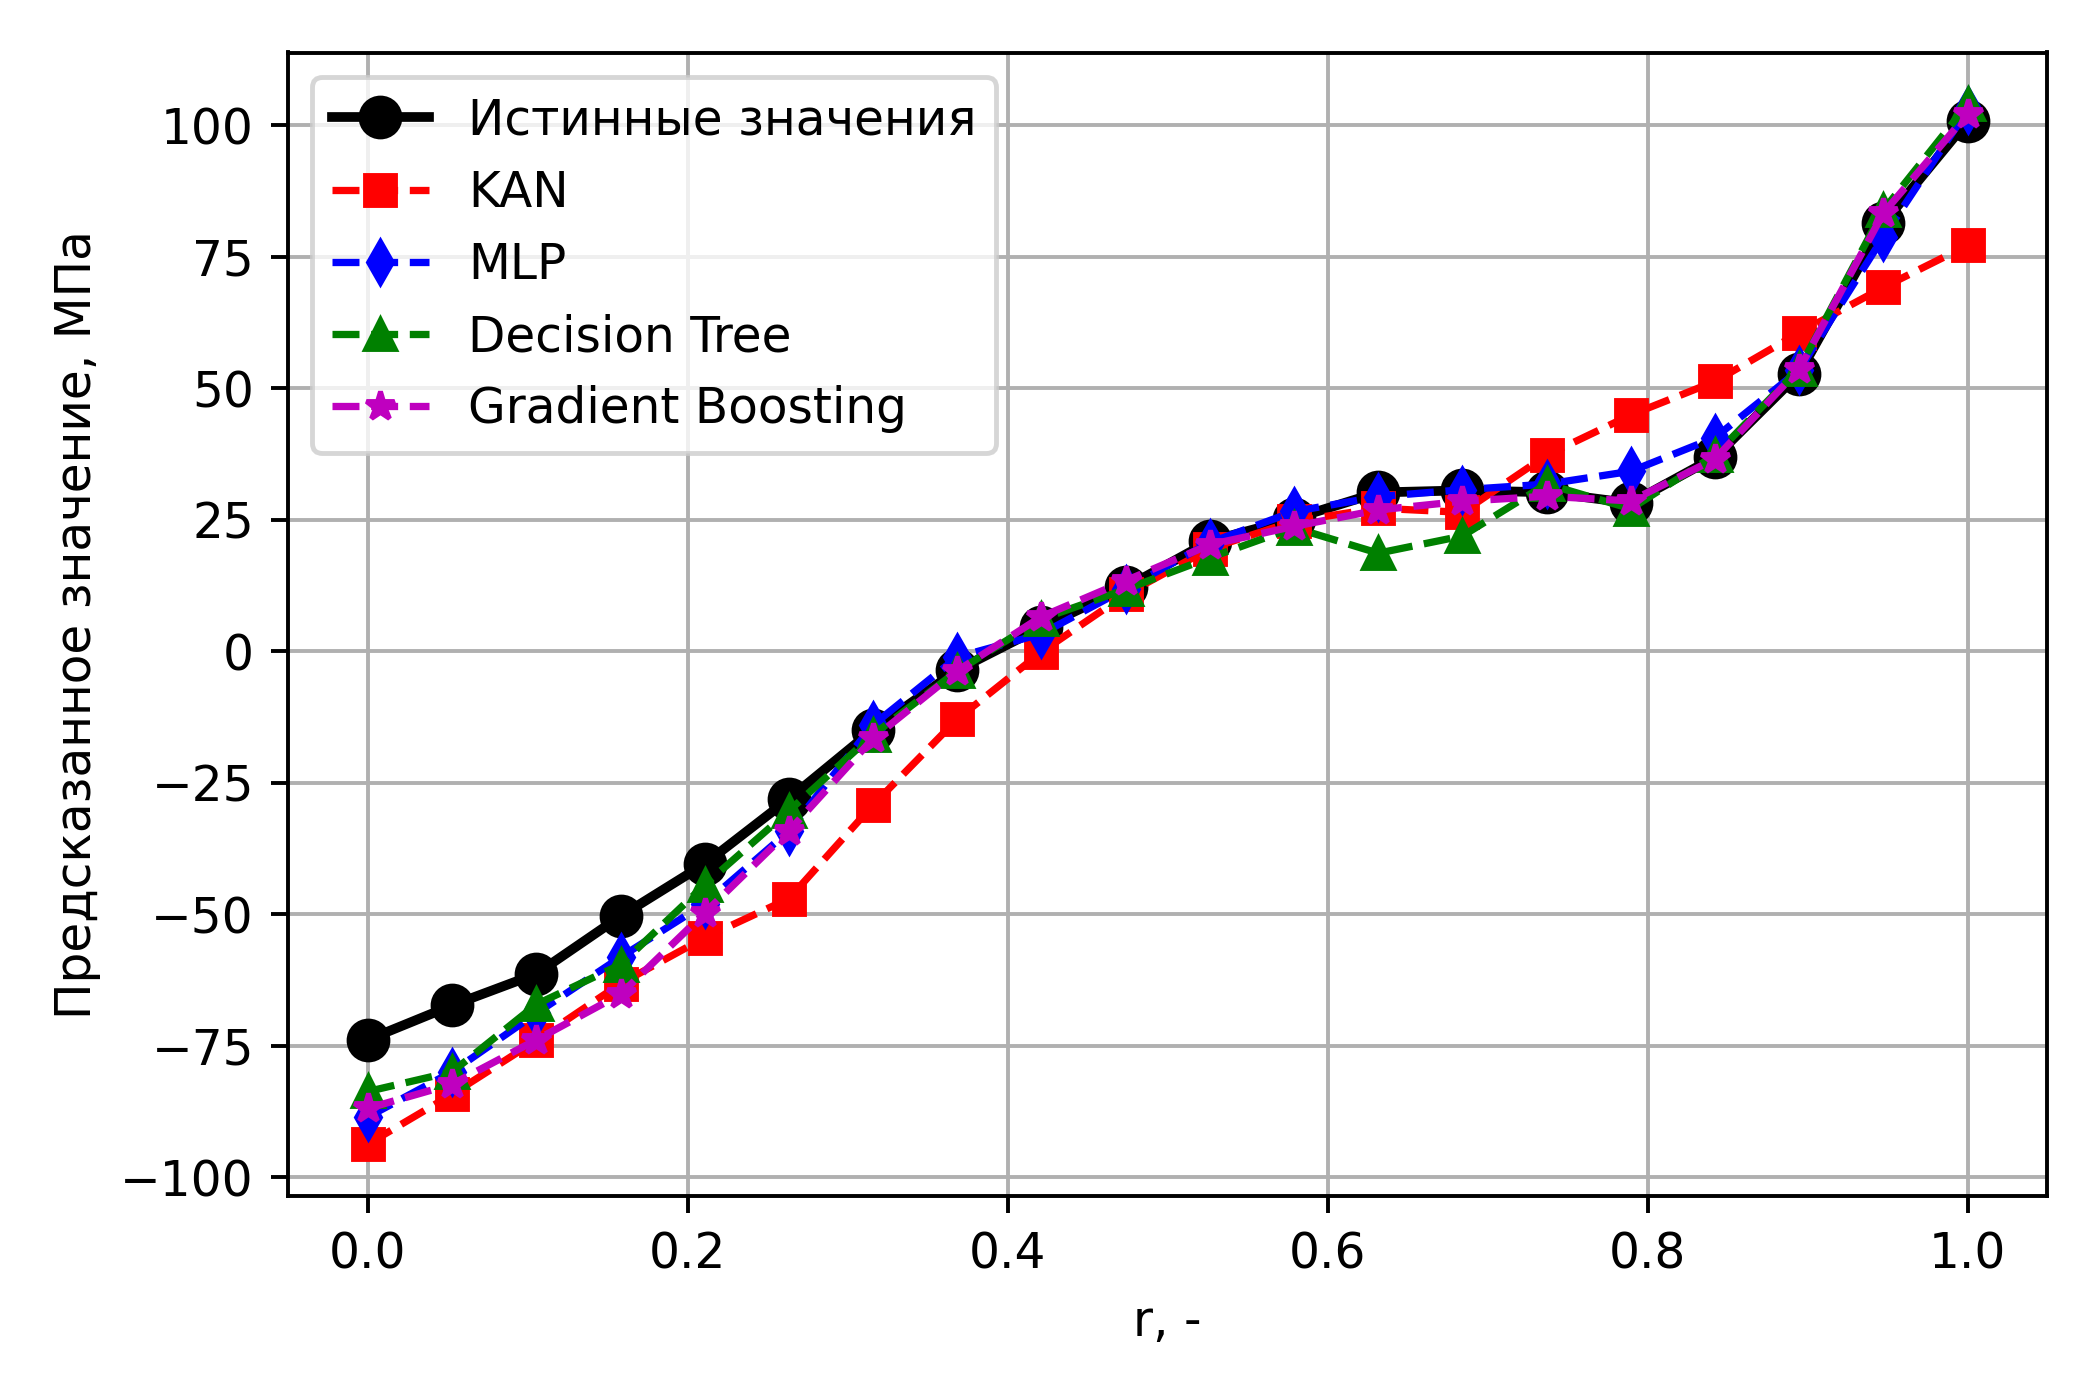 Истинные значения
KAN
MLP
Decision Tree
Gradient Boosting
Предсказанное значение, МПа
100
75
50
25
0
−25
−50
−75
−100
0.0 0.2 0.4 0.6 0.8 1.0
r, -